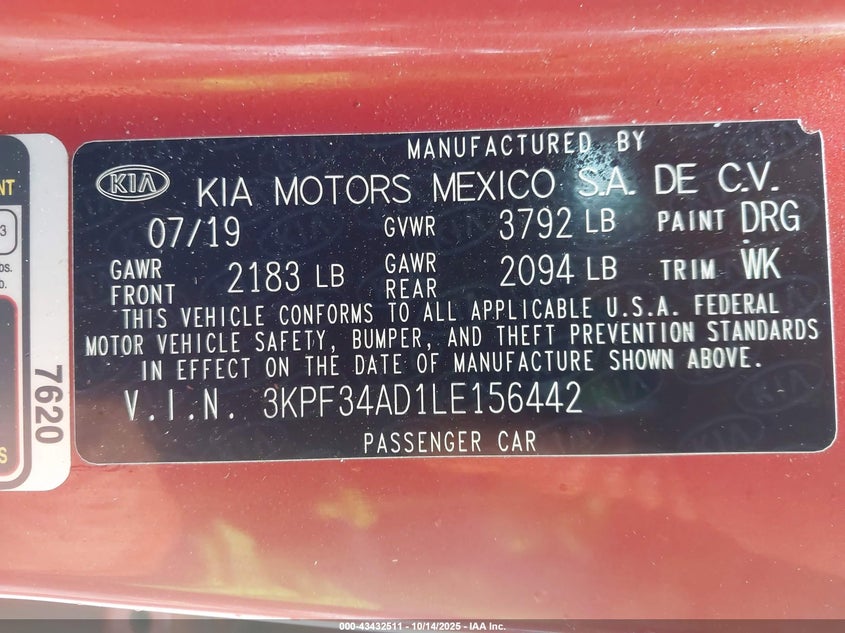 MANUFACTURED BY
KIA KIA MOTORS MEXICO S.A. DE C.V.
07/19 GVWR 3792 LB PAINT DRG
GAWR FRONT 2183 LB GAWR REAR 2094 LB TRIM WK
THIS VEHICLE CONFORMS TO ALL APPLICABLE U.S.A. FEDERAL
MOTOR VEHICLE SAFETY, BUMPER, AND THEFT PREVENTION STANDARDS
IN EFFECT ON THE DATE OF MANUFACTURE SHOWN ABOVE.
V.I.N. 3KPF34AD1LE156442
PASSENGER CAR
7620
000-43432511 - 10/14/2025 - IAA Inc.